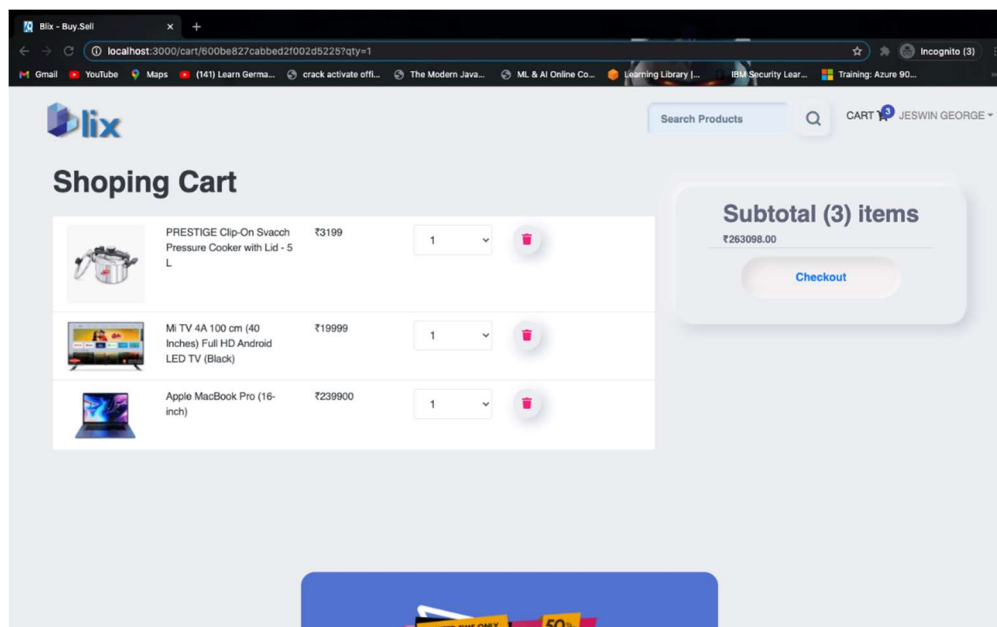 Blix - Buy.Sell
localhost:3000/cart/600be827cabbed2f002d5225?qty=1
Incognito (3)
Gmail
YouTube
Maps
(141) Learn Germa...
crack activate offi...
The Modern Java...
ML & AI Online Co...
Learning Library |...
IBM Security Lear...
Training: Azure 90...
blix
Search Products
CART
3
JESWIN GEORGE
Shoping Cart
PRESTIGE Clip-On Svacch
Pressure Cooker with Lid - 5
L
₹3199
1
Mi TV 4A 100 cm (40
Inches) Full HD Android
LED TV (Black)
₹19999
1
Apple MacBook Pro (16-
inch)
₹239900
1
Subtotal (3) items
₹263098.00
Checkout
TIME ONLY
50%